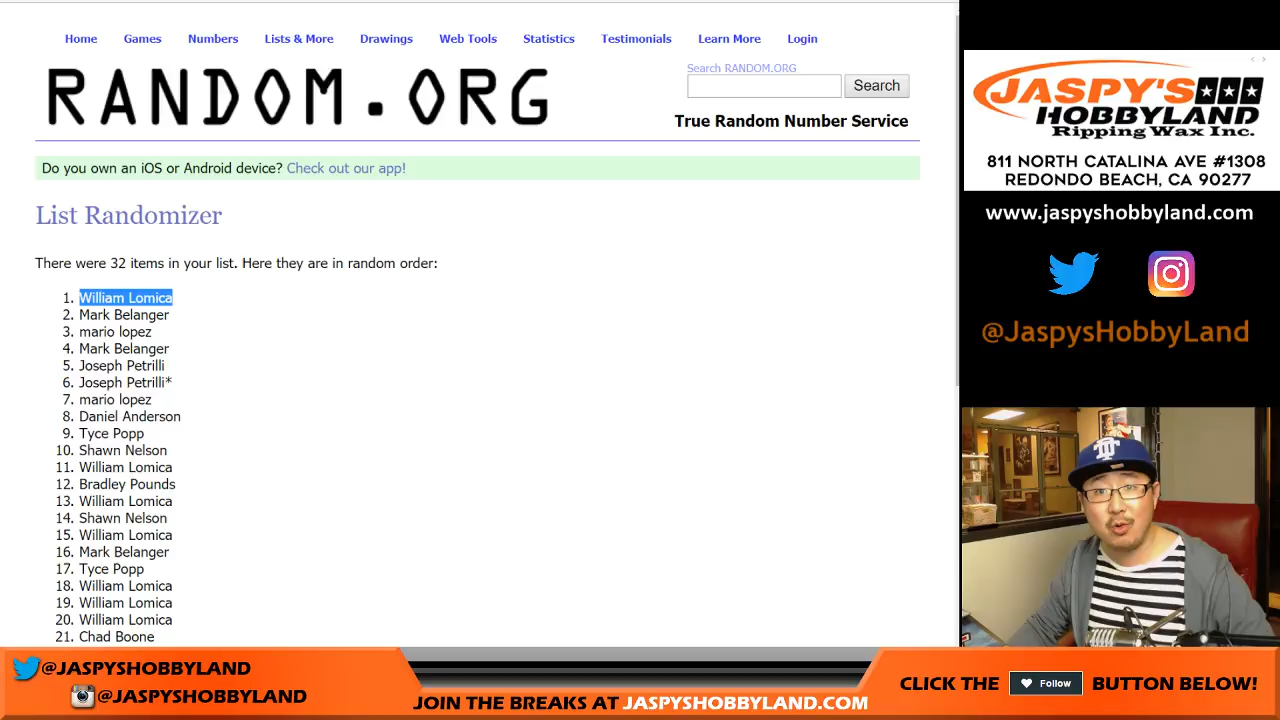 Home Games Numbers Lists & More Drawings Web Tools Statistics Testimonials Learn More Login
RANDOM.ORG
Search RANDOM.ORG
Search
True Random Number Service
Do you own an iOS or Android device? Check out our app!
List Randomizer
There were 32 items in your list. Here they are in random order:
1. William Lomica
2. Mark Belanger
3. mario lopez
4. Mark Belanger
5. Joseph Petrilli
6. Joseph Petrilli*
7. mario lopez
8. Daniel Anderson
9. Tyce Popp
10. Shawn Nelson
11. William Lomica
12. Bradley Pounds
13. William Lomica
14. Shawn Nelson
15. William Lomica
16. Mark Belanger
17. Tyce Popp
18. William Lomica
19. William Lomica
20. William Lomica
21. Chad Boone
JASPY'S
HOBBYLAND
Ripping Wax Inc.
811 NORTH CATALINA AVE #1308
REDONDO BEACH, CA 90277
www.jaspyshobbyland.com
@JaspysHobbyLand
@JASPYSHOBBYLAND
@JASPYSHOBBYLAND
JOIN THE BREAKS AT JASPYSHOBBYLAND.COM
CLICK THE Follow BUTTON BELOW!